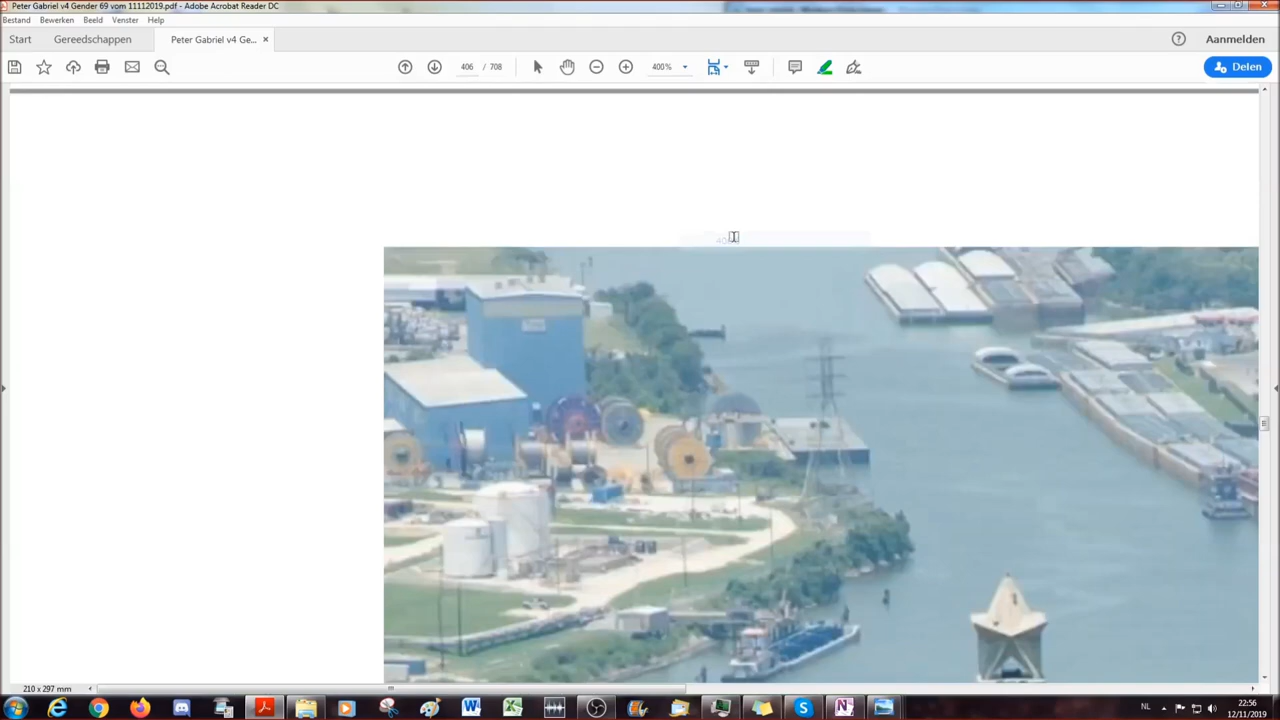 Peter Gabriel v4 Gender 69 vom 11112019.pdf - Adobe Acrobat Reader DC
Bestand Bewerken Beeld Venster Help
Start Gereedschappen Peter Gabriel v4 Ge... × Aanmelden
406 / 708 400% Delen
210 x 297 mm
NL 22:56
12/11/2019